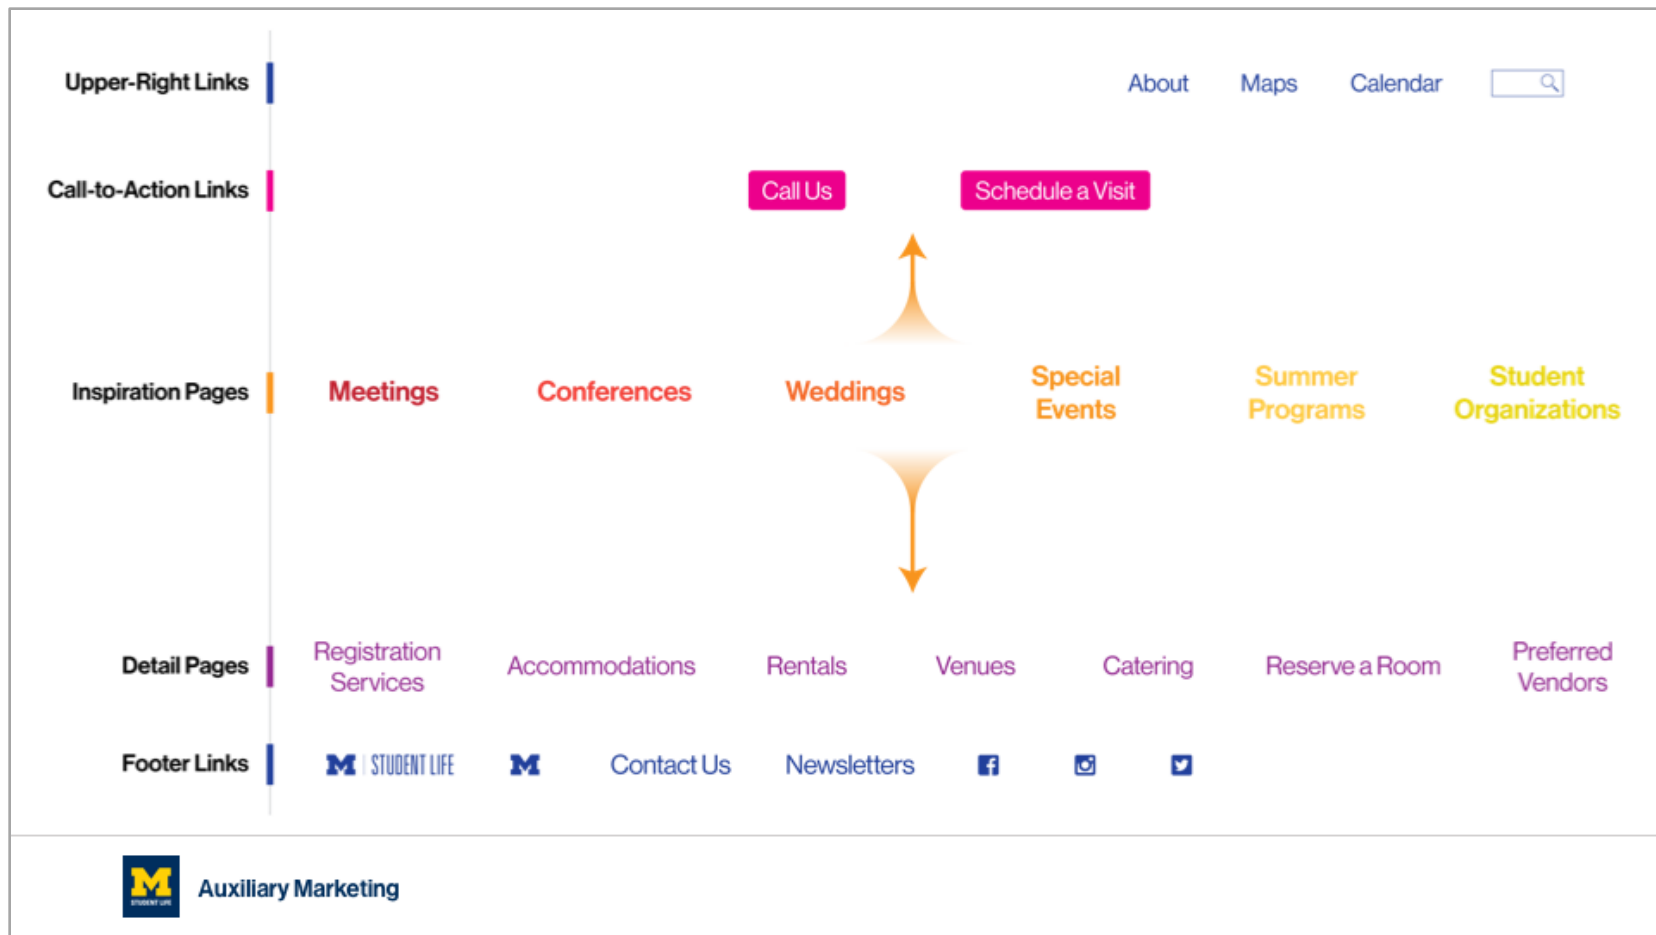 Upper-Right Links
About Maps Calendar
Call-to-Action Links
Call Us Schedule a Visit
Inspiration Pages
Meetings Conferences Weddings
Special
Events
Summer
Programs
Student
Organizations
Detail Pages
Registration
Services
Accommodations Rentals Venues Catering Reserve a Room
Preferred
Vendors
Footer Links
M | STUDENT LIFE M Contact Us Newsletters
M
STUDENT LIFE
Auxiliary Marketing